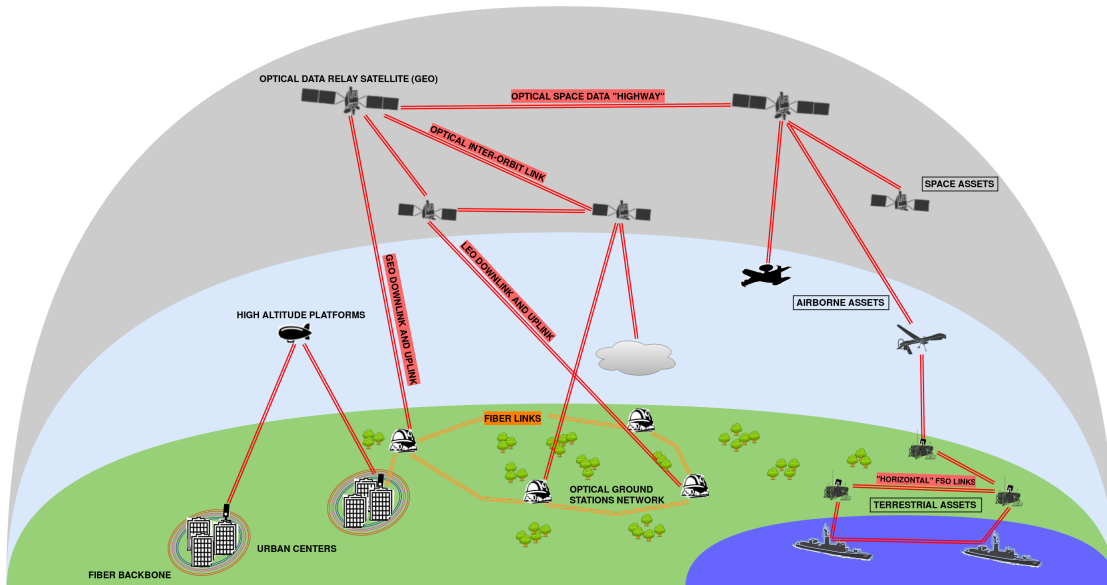 OPTICAL DATA RELAY SATELLITE (GEO)
OPTICAL SPACE DATA "HIGHWAY"
OPTICAL INTER-ORBIT LINK
SPACE ASSETS
GEO DOWNLINK AND UPLINK
LEO DOWNLINK AND UPLINK
AIRBORNE ASSETS
HIGH ALTITUDE PLATFORMS
FIBER LINKS
"HORIZONTAL" FSO LINKS
OPTICAL GROUND
STATIONS NETWORK
TERRESTRIAL ASSETS
URBAN CENTERS
FIBER BACKBONE